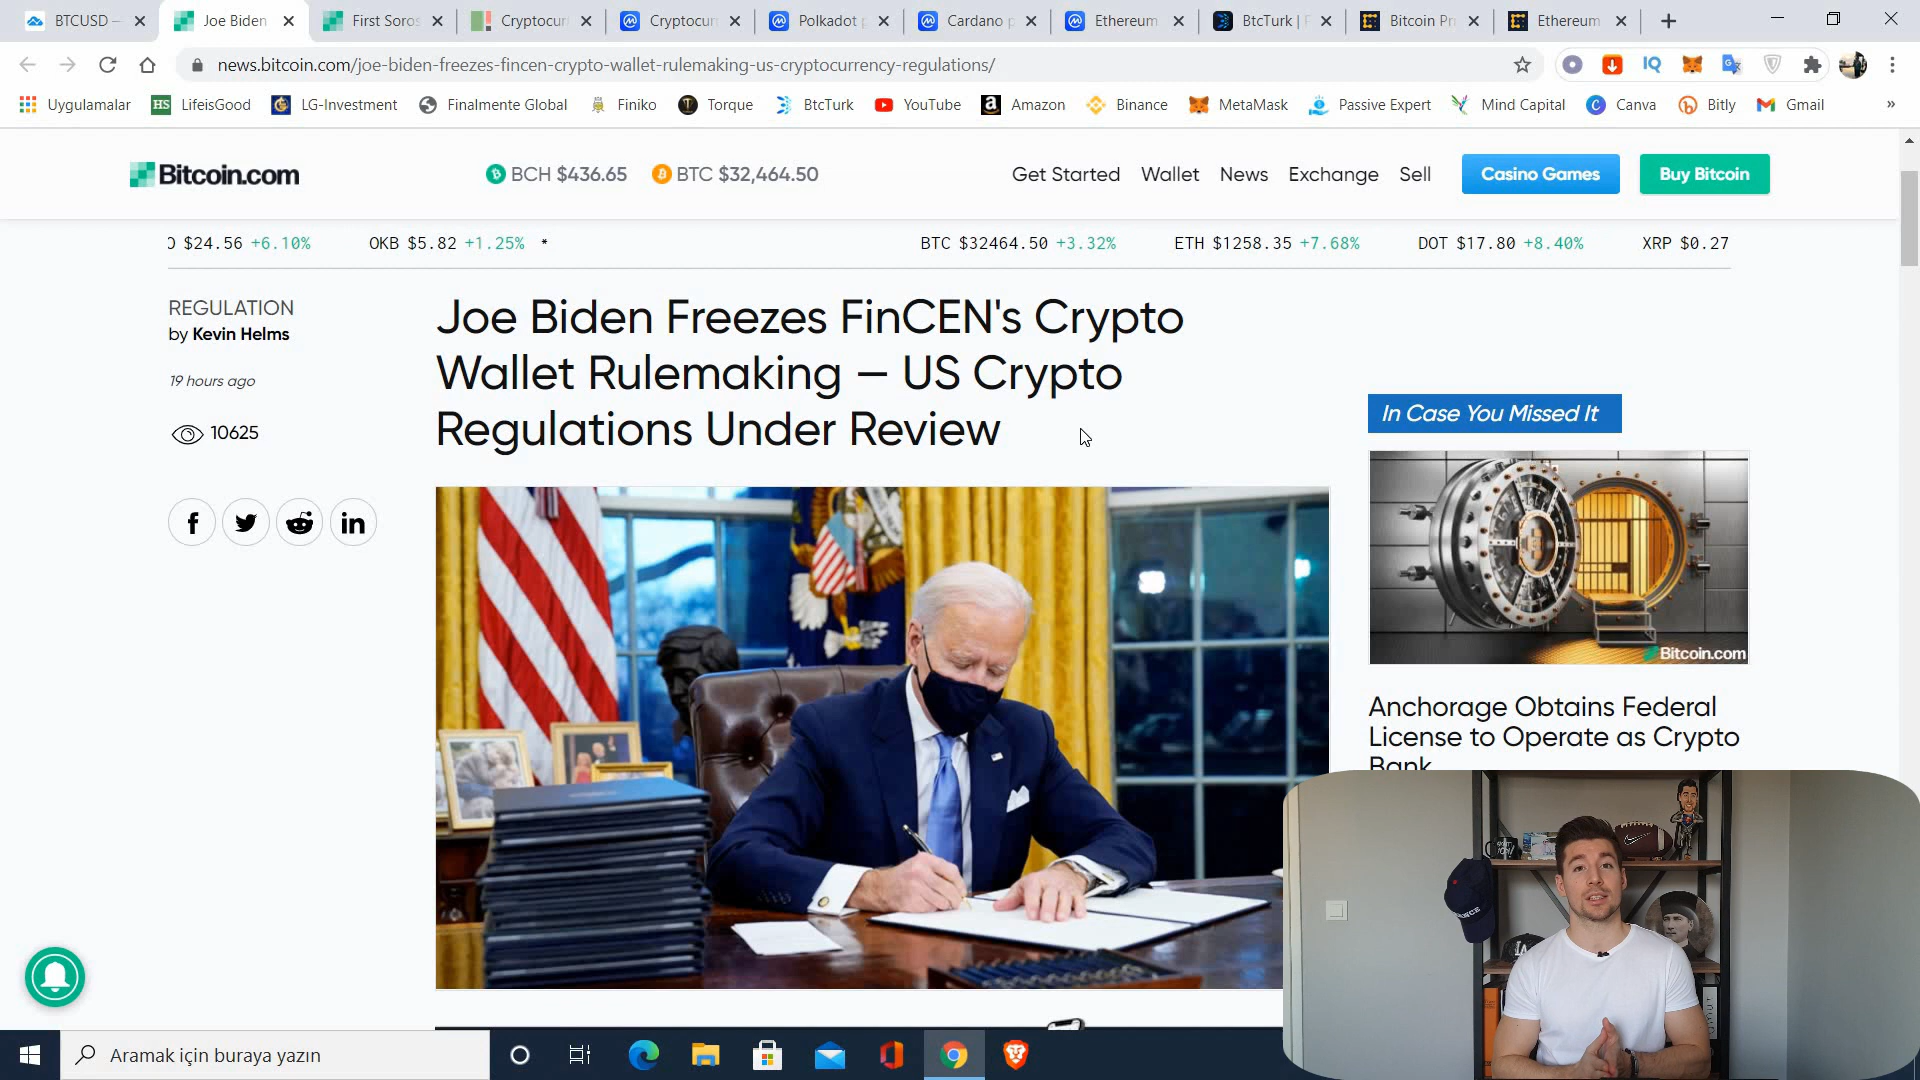 BTCUSD –
Joe Biden
First Soros
Cryptocur
Cryptocur
Polkadot p
Cardano p
Ethereum
BtcTurk | F
Bitcoin Pri
Ethereum
news.bitcoin.com/joe-biden-freezes-fincen-crypto-wallet-rulemaking-us-cryptocurrency-regulations/
IQ
Uygulamalar
HS LifeisGood
LG-Investment
Finalmente Global
Finiko
Torque
BtcTurk
YouTube
Amazon
Binance
MetaMask
Passive Expert
Mind Capital
Canva
Bitly
Gmail
»
Bitcoin.com
BCH $436.65
BTC $32,464.50
Get Started
Wallet
News
Exchange
Sell
Casino Games
Buy Bitcoin
O $24.56 +6.10%
OKB $5.82 +1.25% *
BTC $32464.50 +3.32%
ETH $1258.35 +7.68%
DOT $17.80 +8.40%
XRP $0.27
REGULATION
by Kevin Helms
19 hours ago
10625
Joe Biden Freezes FinCEN's Crypto
Wallet Rulemaking — US Crypto
Regulations Under Review
In Case You Missed It
Bitcoin.com
Anchorage Obtains Federal
License to Operate as Crypto
Bank
LA
Aramak için buraya yazın